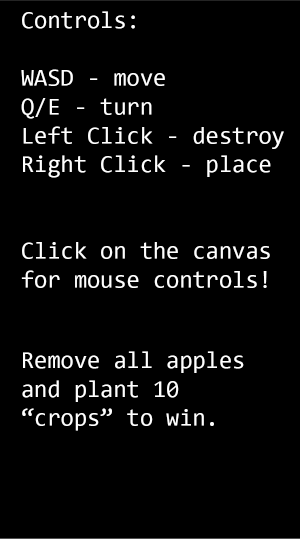 Controls:
WASD - move
Q/E - turn
Left Click - destroy
Right Click - place
Click on the canvas
for mouse controls!
Remove all apples
and plant 10
“crops” to win.